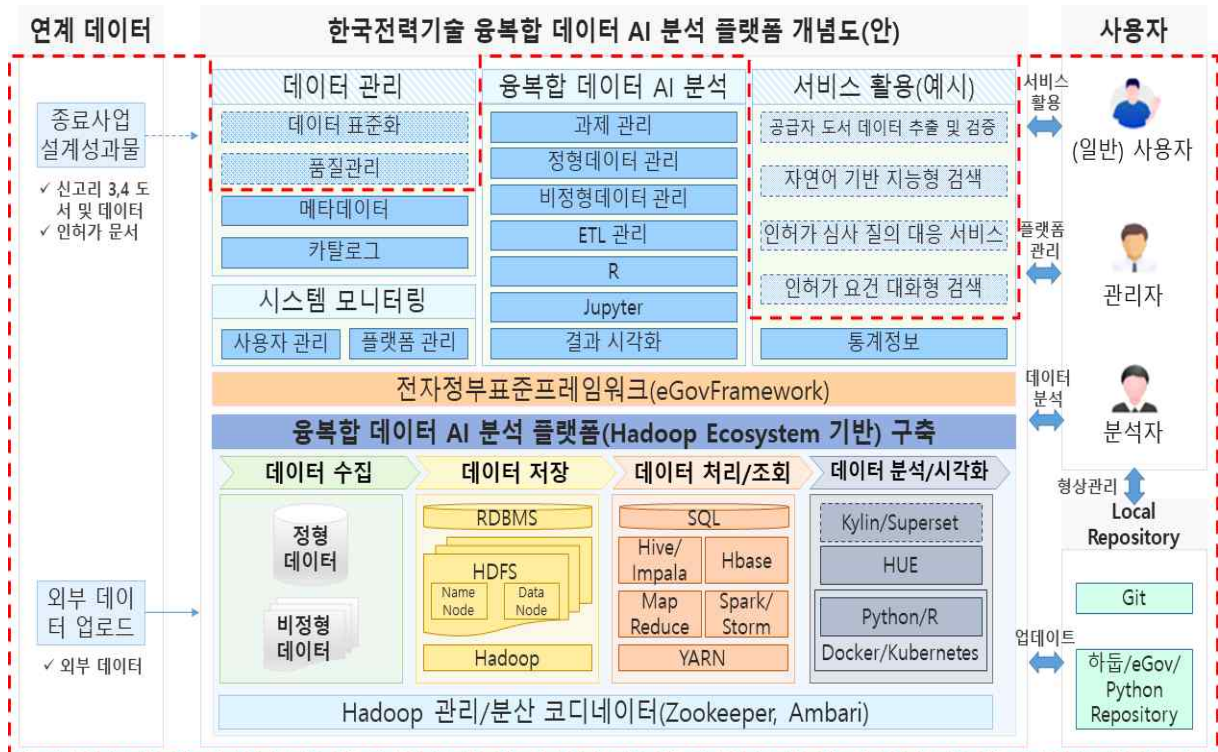 연계 데이터
한국전력기술 융복합 데이터 AI 분석 플랫폼 개념도(안)
사용자
종료사업
설계성과물
✓ 신고리 3,4 도
서 및 데이터
✓ 인허가 문서
외부 데이
터 업로드
✓ 외부 데이터
데이터 관리
데이터 표준화
품질관리
메타데이터
카탈로그
시스템 모니터링
사용자 관리
플랫폼 관리
융복합 데이터 AI 분석
과제 관리
정형데이터 관리
비정형데이터 관리
ETL 관리
R
Jupyter
결과 시각화
서비스 활용(예시)
공급자 도서 데이터 추출 및 검증
자연어 기반 지능형 검색
인허가 심사 질의 대응 서비스
인허가 요건 대화형 검색
통계정보
전자정부표준프레임워크(eGovFramework)
융복합 데이터 AI 분석 플랫폼(Hadoop Ecosystem 기반) 구축
데이터 수집
정형
데이터
비정형
데이터
데이터 저장
RDBMS
HDFS
Name
Node
Data
Node
Hadoop
데이터 처리/조회
SQL
Hive/
Impala
Hbase
Map
Reduce
Spark/
Storm
YARN
데이터 분석/시각화
Kylin/Superset
HUE
Python/R
Docker/Kubernetes
Hadoop 관리/분산 코디네이터(Zookeeper, Ambari)
서비스
활용
(일반) 사용자
플랫폼
관리
관리자
데이터
분석
분석자
형상관리
Local
Repository
Git
업데이트
하둡/eGov/
Python
Repository